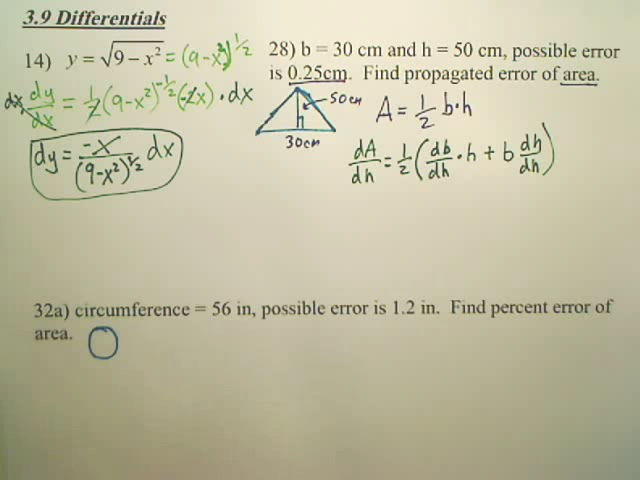 3.9 Differentials
14) y = √9 − x² = (9-x²)^1/2
dx dy/dx = 1/2 (9-x²)^-1/2 (-2x) · dx
dy = -x/(9-x²)^1/2 dx
28) b = 30 cm and h = 50 cm, possible error
is 0.25cm. Find propagated error of area.
50cm
h
30cm
A = 1/2 b·h
dA/dh = 1/2 (db/dh · h + b dh/dh)
32a) circumference = 56 in, possible error is 1.2 in. Find percent error of
area.